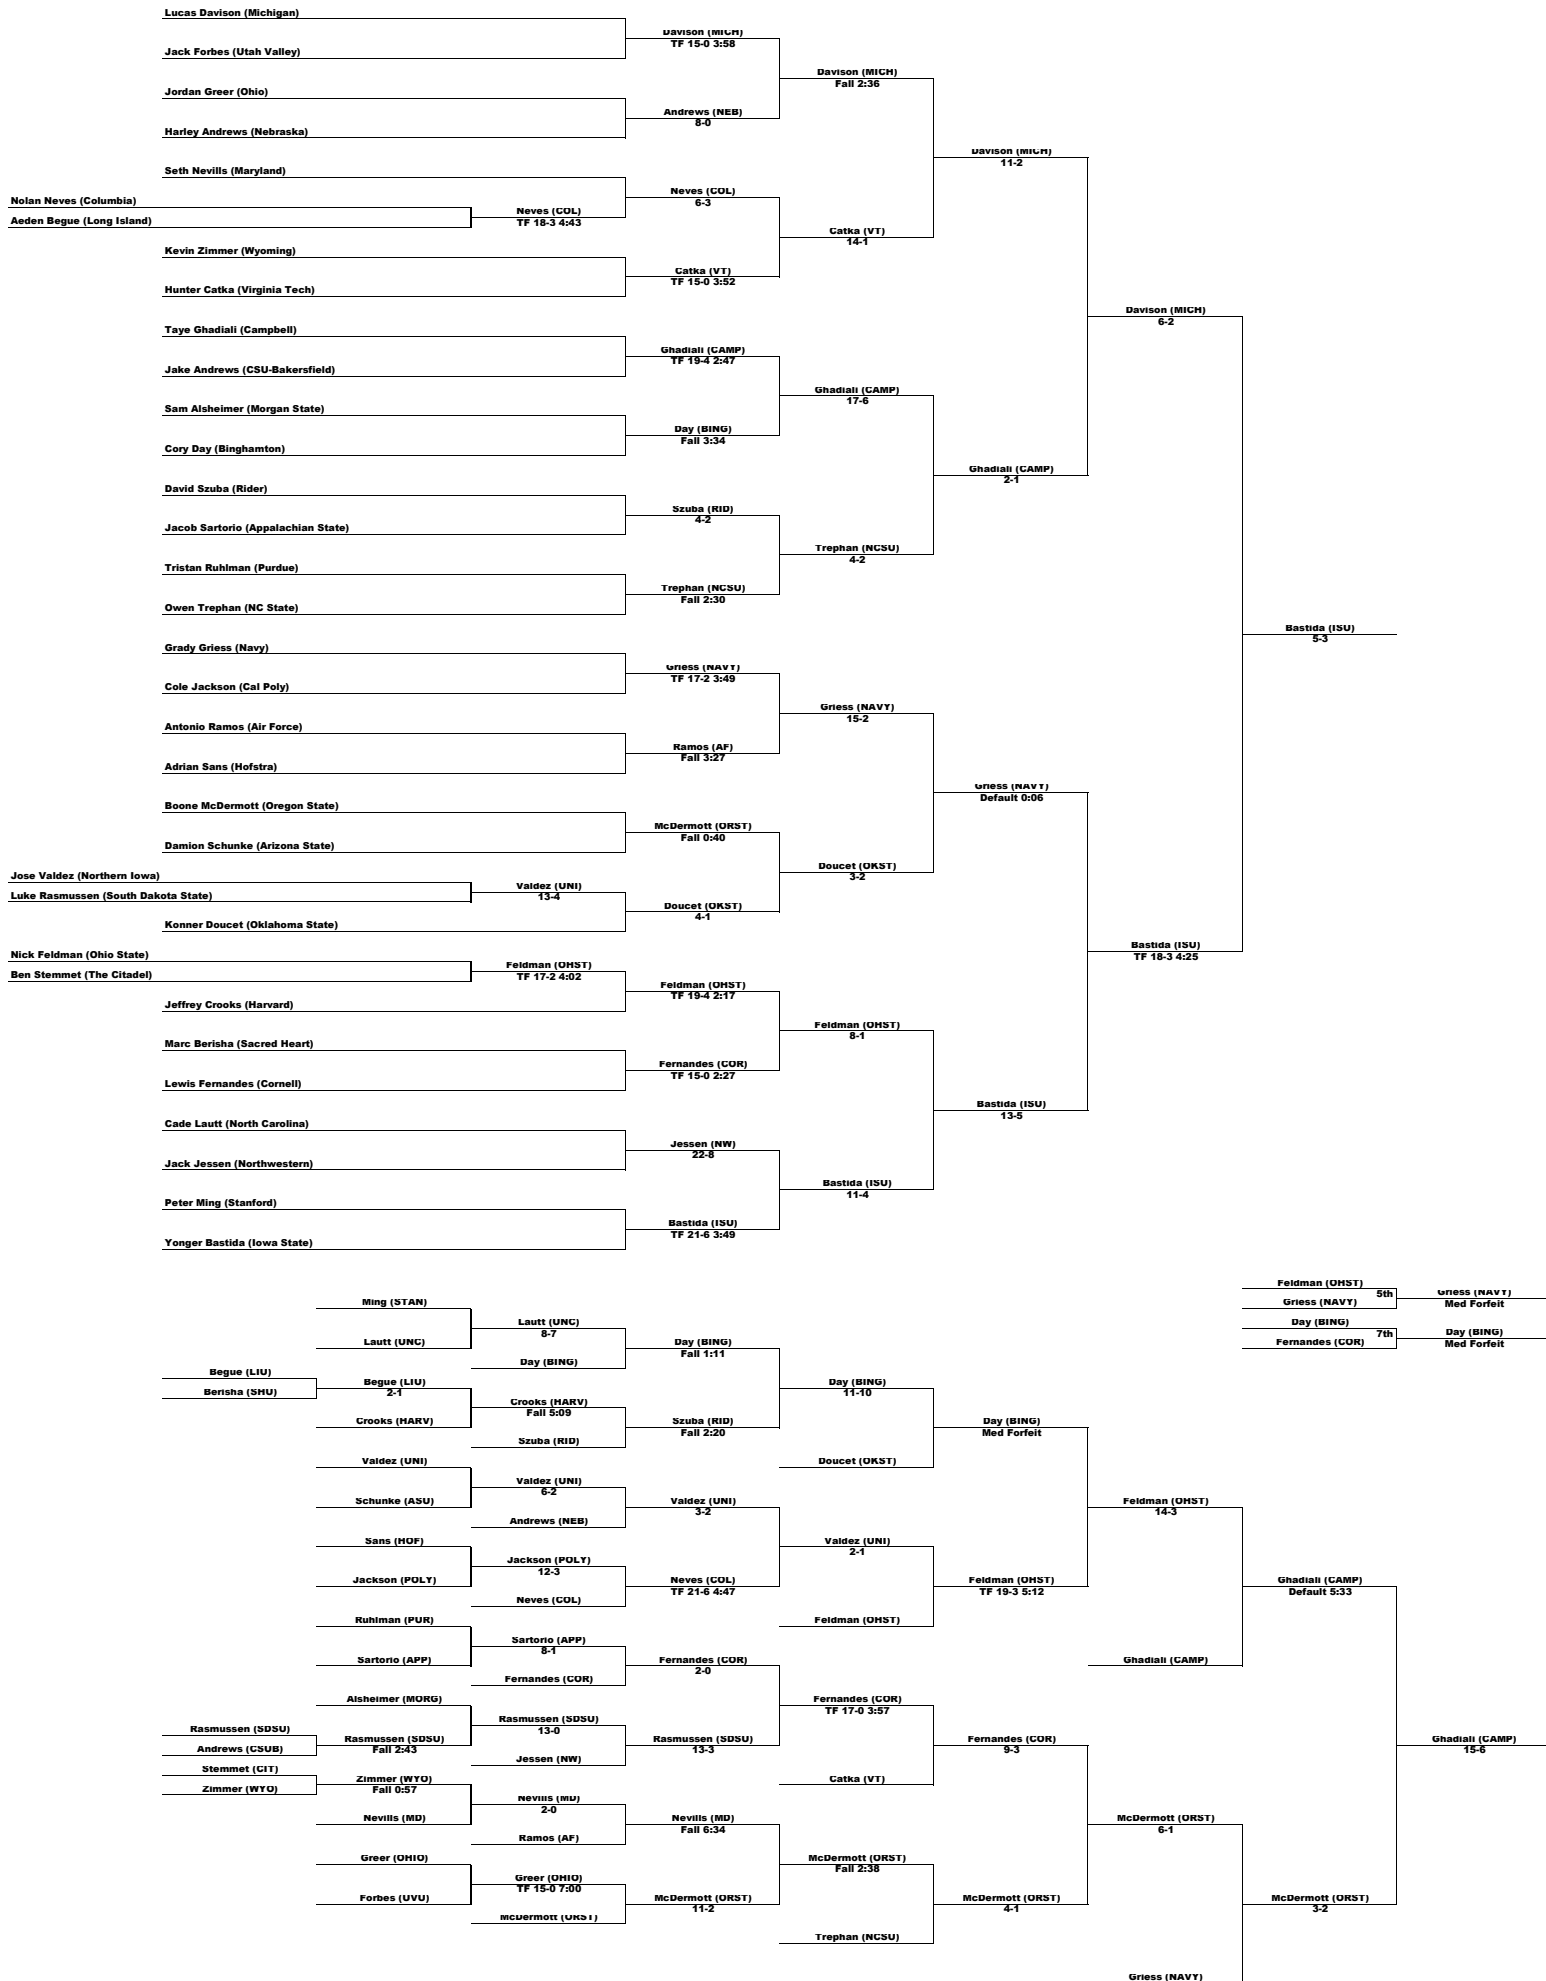 Lucas Davison (Michigan)
Davison (MICH)
TF 15-0 3:58
Jack Forbes (Utah Valley)
Davison (MICH)
Fall 2:36
Jordan Greer (Ohio)
Andrews (NEB)
8-0
Harley Andrews (Nebraska)
Davison (MICH)
11-2
Seth Nevills (Maryland)
Neves (COL)
6-3
Nolan Neves (Columbia)
Neves (COL)
TF 18-3 4:43
Aeden Begue (Long Island)
Catka (VT)
14-1
Kevin Zimmer (Wyoming)
Catka (VT)
TF 15-0 3:52
Hunter Catka (Virginia Tech)
Davison (MICH)
6-2
Taye Ghadiali (Campbell)
Ghadiali (CAMP)
TF 19-4 2:47
Jake Andrews (CSU-Bakersfield)
Ghadiali (CAMP)
17-6
Sam Alsheimer (Morgan State)
Day (BING)
Fall 3:34
Cory Day (Binghamton)
Ghadiali (CAMP)
2-1
David Szuba (Rider)
Szuba (RID)
4-2
Jacob Sartorio (Appalachian State)
Trephan (NCSU)
4-2
Tristan Ruhlman (Purdue)
Trephan (NCSU)
Fall 2:30
Owen Trephan (NC State)
Bastida (ISU)
5-3
Grady Griess (Navy)
Griess (NAVY)
TF 17-2 3:49
Cole Jackson (Cal Poly)
Griess (NAVY)
15-2
Antonio Ramos (Air Force)
Ramos (AF)
Fall 3:27
Adrian Sans (Hofstra)
Griess (NAVY)
Default 0:06
Boone McDermott (Oregon State)
McDermott (ORST)
Fall 0:40
Damion Schunke (Arizona State)
Doucet (OKST)
3-2
Jose Valdez (Northern Iowa)
Valdez (UNI)
13-4
Luke Rasmussen (South Dakota State)
Doucet (OKST)
4-1
Konner Doucet (Oklahoma State)
Bastida (ISU)
TF 18-3 4:25
Nick Feldman (Ohio State)
Feldman (OHST)
TF 17-2 4:02
Ben Stemmet (The Citadel)
Feldman (OHST)
TF 19-4 2:17
Jeffrey Crooks (Harvard)
Feldman (OHST)
8-1
Marc Berisha (Sacred Heart)
Fernandes (COR)
TF 15-0 2:27
Lewis Fernandes (Cornell)
Bastida (ISU)
13-5
Cade Lautt (North Carolina)
Jessen (NW)
22-8
Jack Jessen (Northwestern)
Bastida (ISU)
11-4
Peter Ming (Stanford)
Bastida (ISU)
TF 21-6 3:49
Yonger Bastida (Iowa State)
Feldman (OHST)
5th
Griess (NAVY)
Griess (NAVY)
Med Forfeit
Day (BING)
7th
Fernandes (COR)
Day (BING)
Med Forfeit
Ming (STAN)
Lautt (UNC)
8-7
Lautt (UNC)
Day (BING)
Fall 1:11
Day (BING)
Begue (LIU)
Begue (LIU)
2-1
Berisha (SHU)
Day (BING)
11-10
Crooks (HARV)
Fall 5:09
Crooks (HARV)
Szuba (RID)
Fall 2:20
Szuba (RID)
Day (BING)
Med Forfeit
Doucet (OKST)
Valdez (UNI)
Valdez (UNI)
6-2
Schunke (ASU)
Valdez (UNI)
3-2
Feldman (OHST)
14-3
Andrews (NEB)
Sans (HOF)
Valdez (UNI)
2-1
Jackson (POLY)
12-3
Jackson (POLY)
Neves (COL)
TF 21-6 4:47
Feldman (OHST)
TF 19-3 5:12
Ghadiali (CAMP)
Default 5:33
Neves (COL)
Feldman (OHST)
Ruhlman (PUR)
Sartorio (APP)
8-1
Sartorio (APP)
Fernandes (COR)
2-0
Ghadiali (CAMP)
Fernandes (COR)
Alsheimer (MORG)
Fernandes (COR)
TF 17-0 3:57
Rasmussen (SDSU)
Rasmussen (SDSU)
13-0
Andrews (CSUB)
Rasmussen (SDSU)
Fall 2:43
Rasmussen (SDSU)
13-3
Fernandes (COR)
9-3
Ghadiali (CAMP)
15-6
Jessen (NW)
Stemmet (CIT)
Zimmer (WYO)
Fall 0:57
Catka (VT)
Zimmer (WYO)
Nevills (MD)
2-0
Nevills (MD)
Nevills (MD)
Fall 6:34
McDermott (ORST)
6-1
Ramos (AF)
Greer (OHIO)
McDermott (ORST)
Fall 2:38
Greer (OHIO)
TF 15-0 7:00
Forbes (UVU)
McDermott (ORST)
11-2
McDermott (ORST)
4-1
McDermott (ORST)
3-2
McDermott (ORST)
Trephan (NCSU)
Griess (NAVY)